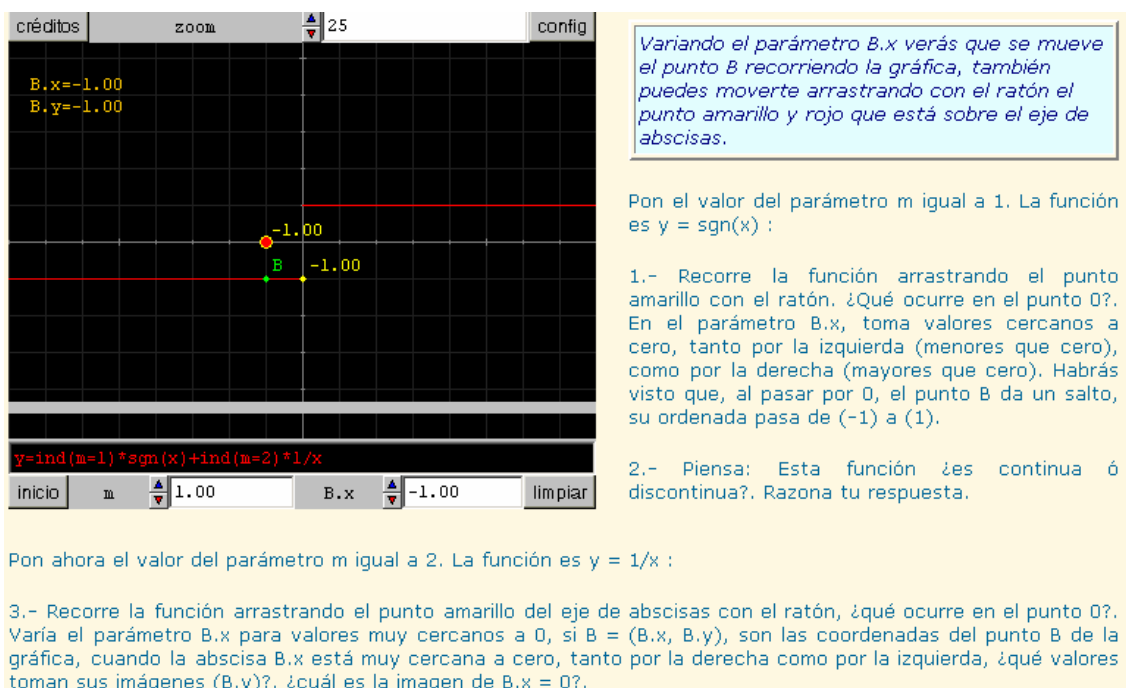 créditos zoom 25 config
B.x=-1.00
B.y=-1.00
-1.00
B -1.00
y=ind(m=1)*sgn(x)+ind(m=2)*1/x
inicio m 1.00 B.x -1.00 limpiar
Variando el parámetro B.x verás que se mueve
el punto B recorriendo la gráfica, también
puedes moverte arrastrando con el ratón el
punto amarillo y rojo que está sobre el eje de
abscisas.
Pon el valor del parámetro m igual a 1. La función
es y = sgn(x) :
1.- Recorre la función arrastrando el punto
amarillo con el ratón. ¿Qué ocurre en el punto 0?.
En el parámetro B.x, toma valores cercanos a
cero, tanto por la izquierda (menores que cero),
como por la derecha (mayores que cero). Habrás
visto que, al pasar por 0, el punto B da un salto,
su ordenada pasa de (-1) a (1).
2.- Piensa: Esta función ¿es continua ó
discontinua?. Razona tu respuesta.
Pon ahora el valor del parámetro m igual a 2. La función es y = 1/x :
3.- Recorre la función arrastrando el punto amarillo del eje de abscisas con el ratón, ¿qué ocurre en el punto 0?.
Varía el parámetro B.x para valores muy cercanos a 0, si B = (B.x, B.y), son las coordenadas del punto B de la
gráfica, cuando la abscisa B.x está muy cercana a cero, tanto por la derecha como por la izquierda, ¿qué valores
toman sus imágenes (B.y)?. ¿cuál es la imagen de B.x = 0?.